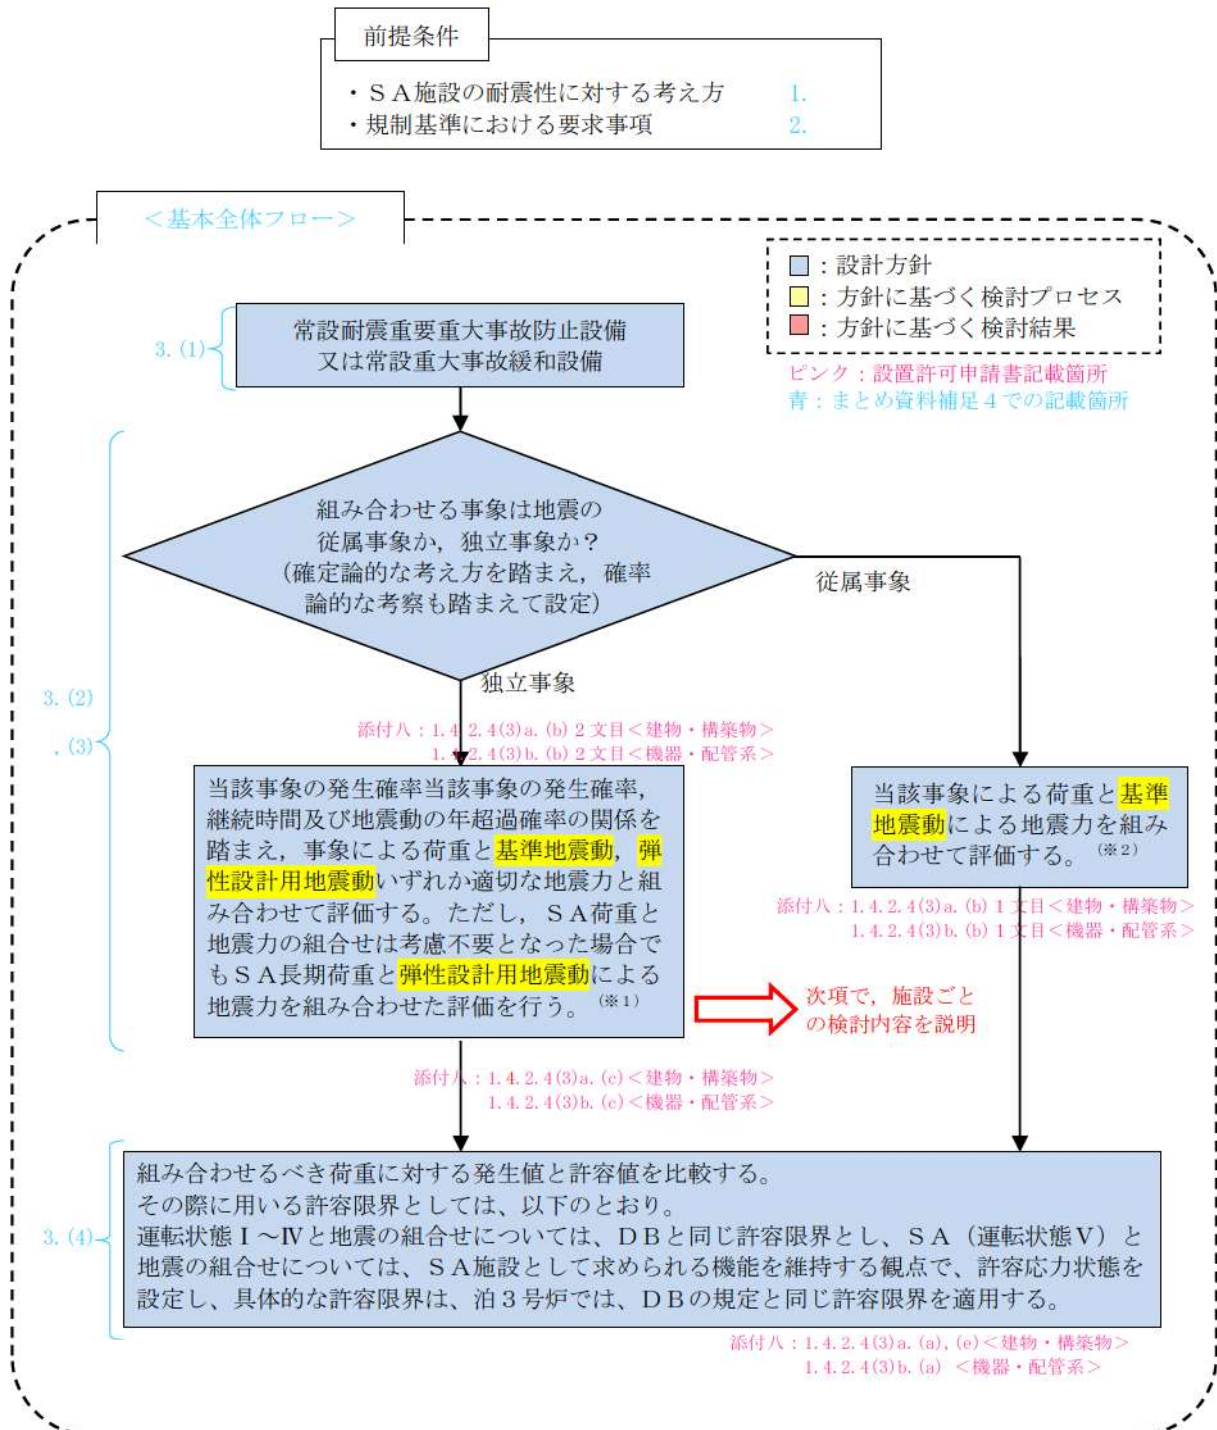 前提条件
・ＳＡ施設の耐震性に対する考え方 1.
・規制基準における要求事項 2.
＜基本全体フロー＞
：設計方針
：方針に基づく検討プロセス
：方針に基づく検討結果
ピンク：設置許可申請書記載箇所
青：まとめ資料補足４での記載箇所
3.(1)
常設耐震重要重大事故防止設備
又は常設重大事故緩和設備
組み合わせる事象は地震の
従属事象か，独立事象か？
（確定論的な考え方を踏まえ，確率
論的な考察も踏まえて設定）
従属事象
独立事象
3.(2)
.(3)
添付八：1.4.2.4(3)a.(b)２文目＜建物・構築物＞
1.4.2.4(3)b.(b)２文目＜機器・配管系＞
当該事象の発生確率当該事象の発生確率，
継続時間及び地震動の年超過確率の関係を
踏まえ，事象による荷重と基準地震動，弾
性設計用地震動いずれか適切な地震力と組
み合わせて評価する。ただし，ＳＡ荷重と
地震力の組合せは考慮不要となった場合で
もＳＡ長期荷重と弾性設計用地震動による
地震力を組み合わせた評価を行う。（※１）
当該事象による荷重と基準
地震動による地震力を組み
合わせて評価する。（※２）
添付八：1.4.2.4(3)a.(b)１文目＜建物・構築物＞
1.4.2.4(3)b.(b)１文目＜機器・配管系＞
次項で，施設ごと
の検討内容を説明
添付八：1.4.2.4(3)a.(c)＜建物・構築物＞
1.4.2.4(3)b.(c)＜機器・配管系＞
3.(4)
組み合わせるべき荷重に対する発生値と許容値を比較する。
その際に用いる許容限界としては、以下のとおり。
運転状態Ⅰ～Ⅳと地震の組合せについては、ＤＢと同じ許容限界とし、ＳＡ（運転状態Ⅴ）と
地震の組合せについては、ＳＡ施設として求められる機能を維持する観点で、許容応力状態を
設定し、具体的な許容限界は、泊３号炉では、ＤＢの規定と同じ許容限界を適用する。
添付八：1.4.2.4(3)a.(a),(e)＜建物・構築物＞
1.4.2.4(3)b.(a) ＜機器・配管系＞